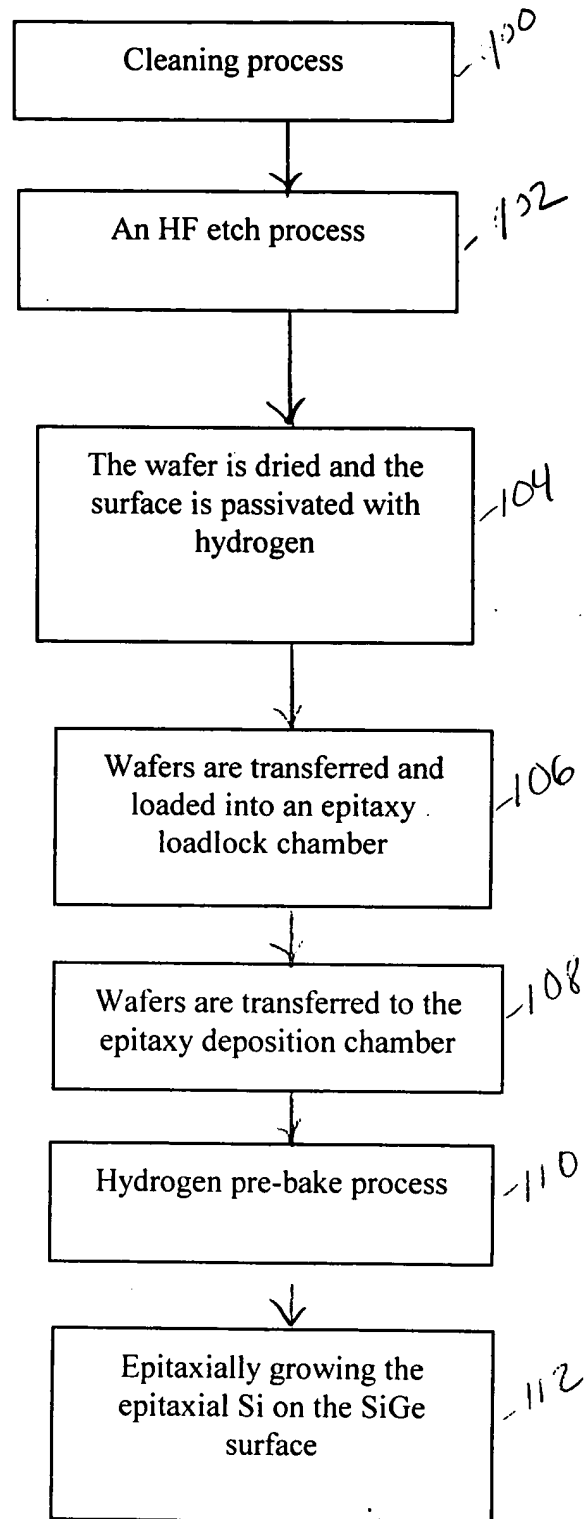 Cleaning process
100
An HF etch process
102
The wafer is dried and the
surface is passivated with
hydrogen
104
Wafers are transferred and
loaded into an epitaxy
loadlock chamber
106
Wafers are transferred to the
epitaxy deposition chamber
108
Hydrogen pre-bake process
110
Epitaxially growing the
epitaxial Si on the SiGe
surface
112